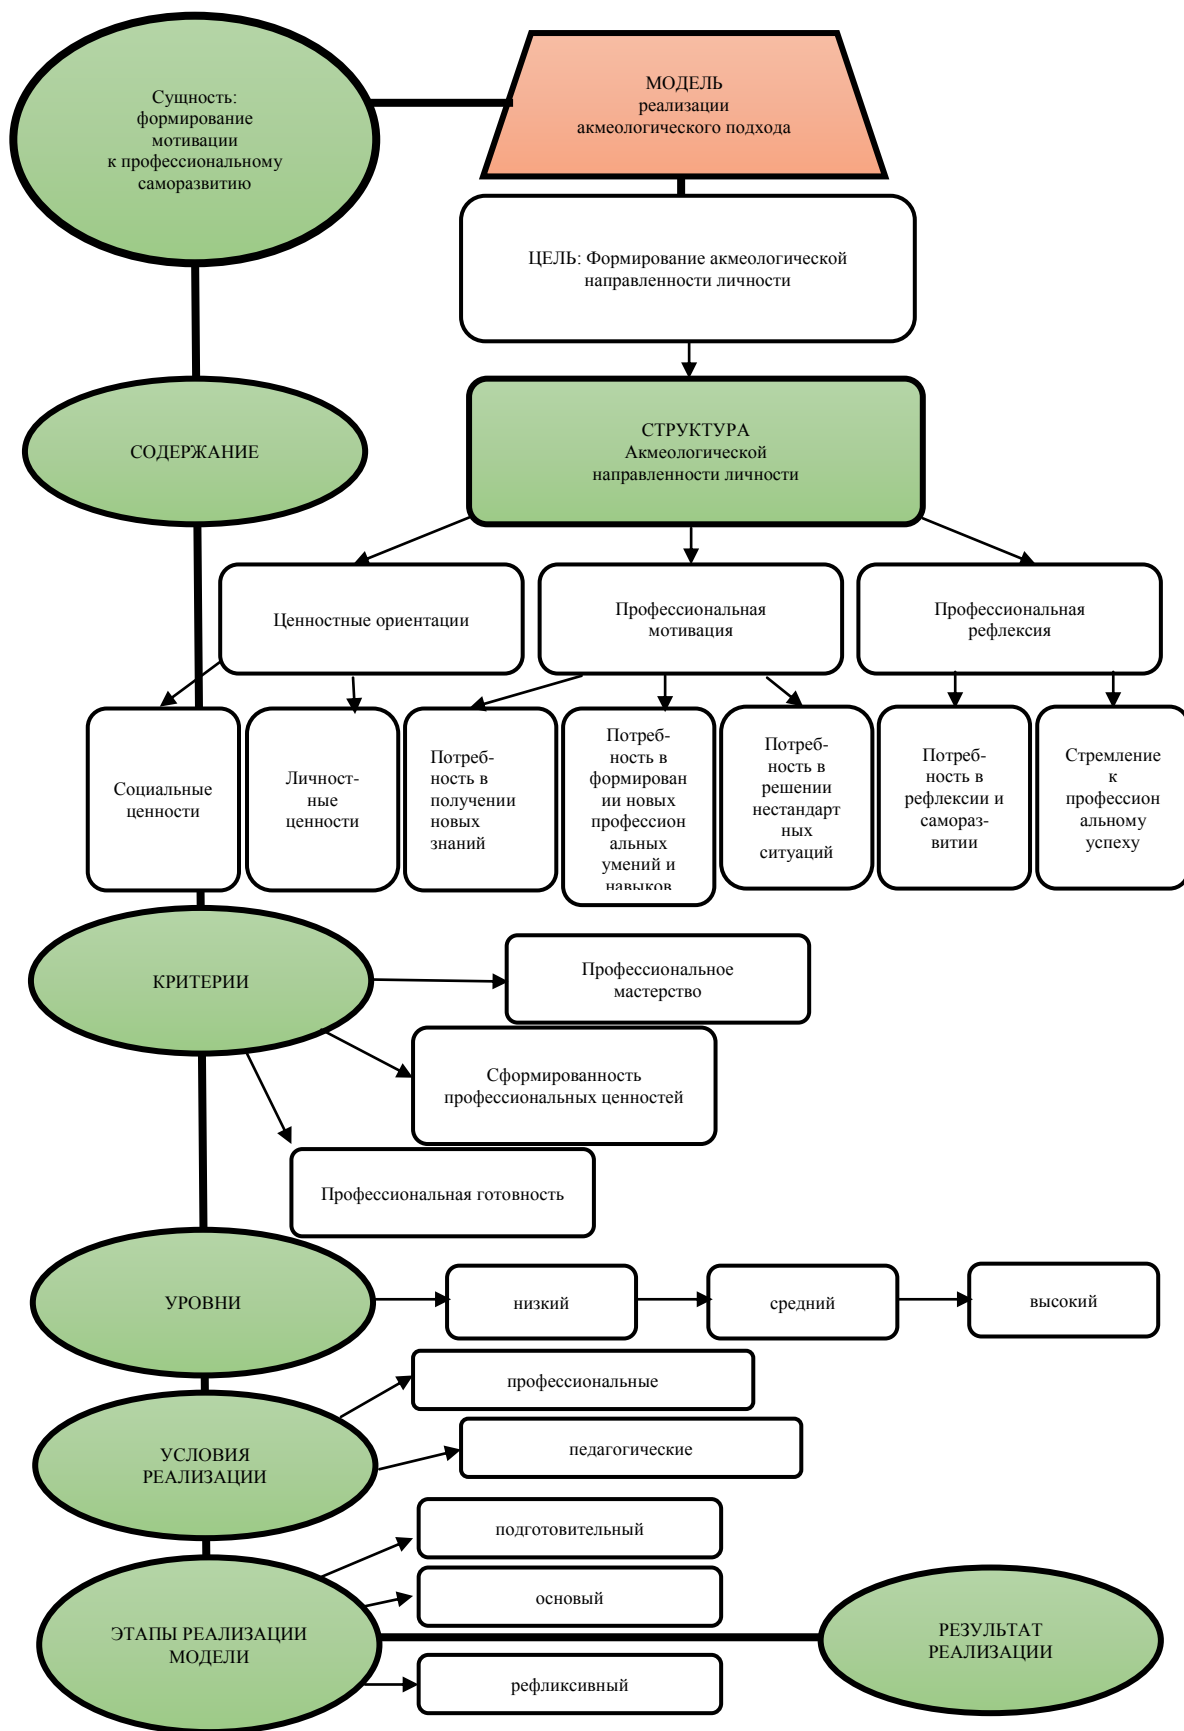 Сущность:
формирование
мотивации
к профессиональному
саморазвитию
МОДЕЛЬ
реализации
акмеологического подхода
ЦЕЛЬ: Формирование акмеологической
направленности личности
СОДЕРЖАНИЕ
СТРУКТУРА
Акмеологической
направленности личности
Ценностные ориентации
Профессиональная
мотивация
Профессиональная
рефлексия
Социальные
ценности
Личност-
ные
ценности
Потреб-
ность в
получении
новых
знаний
Потреб-
ность в
формирован
ии новых
профессион
альных
умений и
навыков
Потреб-
ность в
решении
нестандарт
ных
ситуаций
Потреб-
ность в
рефлексии и
самораз-
витии
Стремление
к
профессион
альному
успеху
КРИТЕРИИ
Профессиональное
мастерство
Сформированность
профессиональных ценностей
Профессиональная готовность
УРОВНИ
низкий
средний
высокий
УСЛОВИЯ
РЕАЛИЗАЦИИ
профессиональные
педагогические
ЭТАПЫ РЕАЛИЗАЦИИ
МОДЕЛИ
подготовительный
основый
рефликсивный
РЕЗУЛЬТАТ
РЕАЛИЗАЦИИ